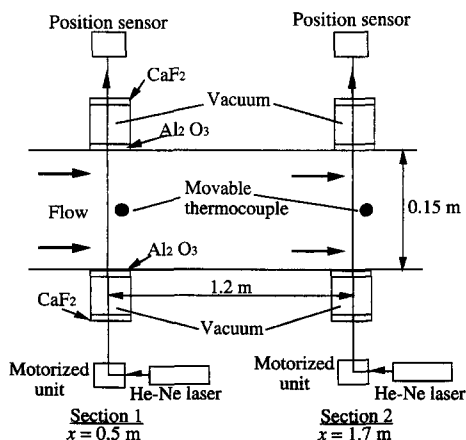 Position sensor
Position sensor
CaF2
Vacuum
Al2 O3
Flow
Movable
thermocouple
0.15 m
Al2 O3
CaF2
1.2 m
Vacuum
Motorized
unit
He-Ne laser
Motorized
unit
He-Ne laser
Section 1
x = 0.5 m
Section 2
x = 1.7 m